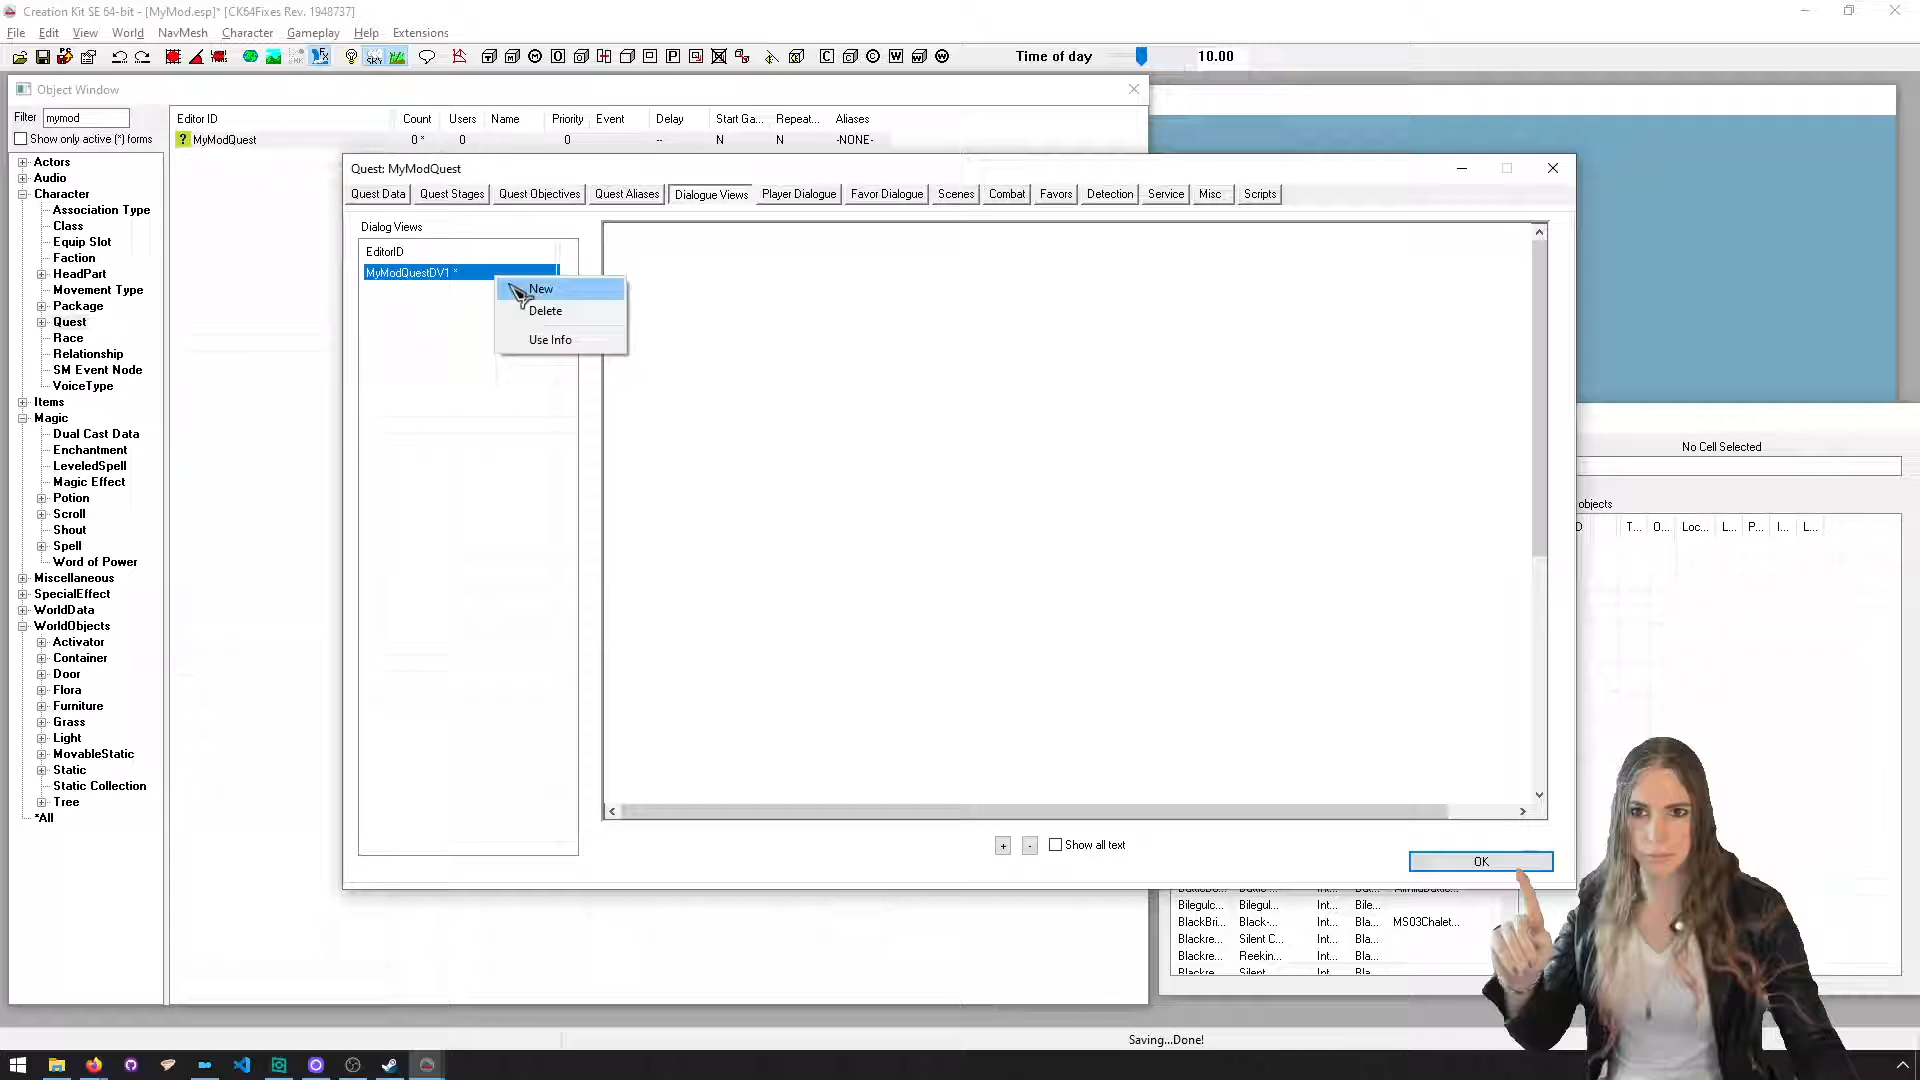 Creation Kit SE 64-bit - [MyMod.esp]* [CK64Fixes Rev. 1948737]
File Edit View World NavMesh Character Gameplay Help Extensions
Time of day 10.00
Object Window
Filter mymod
Show only active (*) forms
Editor ID Count Users Name Priority Event Delay Start Ga... Repeat... Aliases
MyModQuest 0 * 0 0 -- N N -NONE-
Actors
Audio
Character
Association Type
Class
Equip Slot
Faction
HeadPart
Movement Type
Package
Quest
Race
Relationship
SM Event Node
VoiceType
Items
Magic
Dual Cast Data
Enchantment
LeveledSpell
Magic Effect
Potion
Scroll
Shout
Spell
Word of Power
Miscellaneous
SpecialEffect
WorldData
WorldObjects
Activator
Container
Door
Flora
Furniture
Grass
Light
MovableStatic
Static
Static Collection
Tree
*All
Quest: MyModQuest
Quest Data Quest Stages Quest Objectives Quest Aliases Dialogue Views Player Dialogue Favor Dialogue Scenes Combat Favors Detection Service Misc Scripts
Dialog Views
EditorID
MyModQuestDV1 *
New
Delete
Use Info
+ - Show all text
OK
No Cell Selected
objects
D T... O... Loc... L... P... I... L...
Bilegulc... Bilegul... Int... Bile...
BlackBri... Black-... Int... Bla... MS03Chalet...
Blackre... Silent C... Int... Bla...
Blackre... Reekin... Int... Bla...
Blackre... Silent Int... Bla...
Saving...Done!